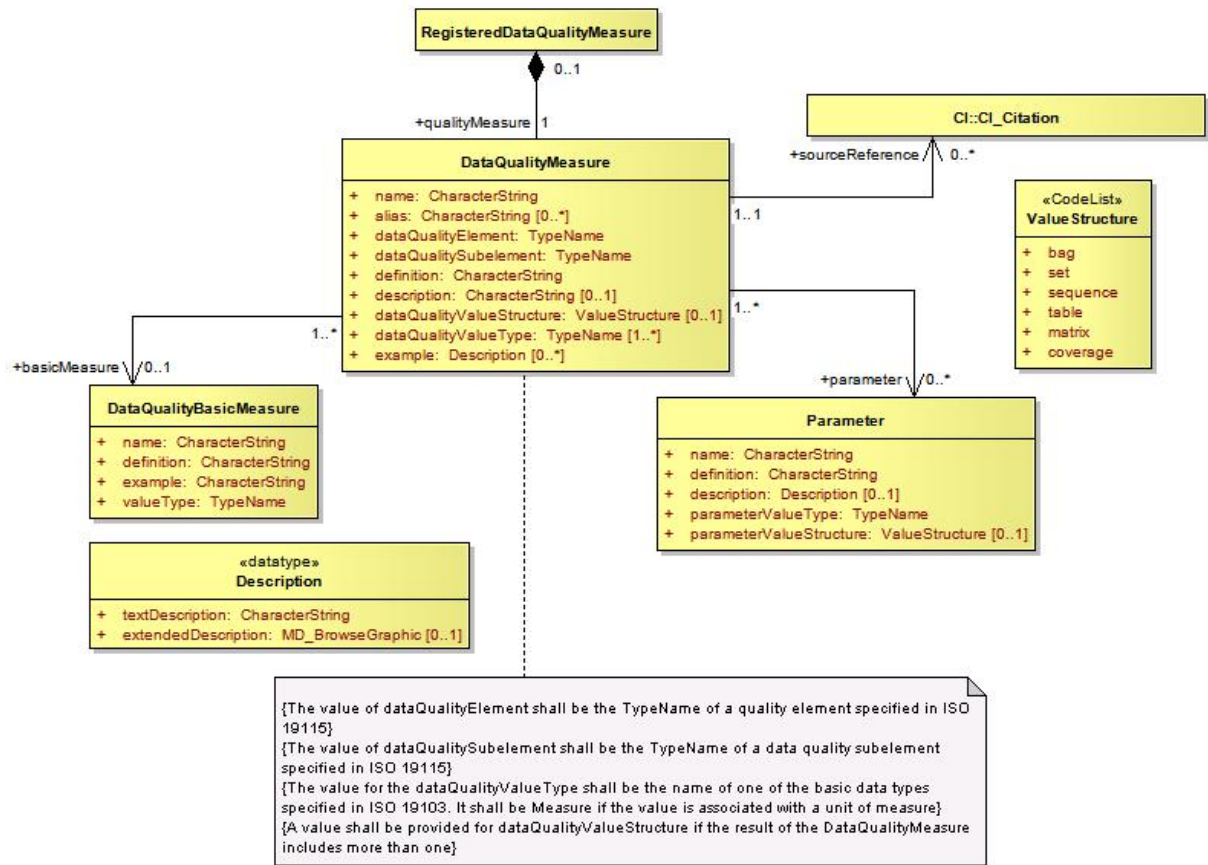 RegisteredDataQualityMeasure
0..1
+qualityMeasure 1
CI::CI_Citation
+sourceReference 0..*
DataQualityMeasure
+ name: CharacterString
+ alias: CharacterString [0..*]
+ dataQualityElement: TypeName
+ dataQualitySubelement: TypeName
+ definition: CharacterString
+ description: CharacterString [0..1]
+ dataQualityValueStructure: ValueStructure [0..1]
+ dataQualityValueType: TypeName [1..*]
+ example: Description [0..*]
1..1
1..*
1..*
«CodeList»
ValueStructure
+ bag
+ set
+ sequence
+ table
+ matrix
+ coverage
+basicMeasure 0..1
+parameter 0..*
DataQualityBasicMeasure
+ name: CharacterString
+ definition: CharacterString
+ example: CharacterString
+ valueType: TypeName
Parameter
+ name: CharacterString
+ definition: CharacterString
+ description: Description [0..1]
+ parameterValueType: TypeName
+ parameterValueStructure: ValueStructure [0..1]
«datatype»
Description
+ textDescription: CharacterString
+ extendedDescription: MD_BrowseGraphic [0..1]
{The value of dataQualityElement shall be the TypeName of a quality element specified in ISO
19115}
{The value of dataQualitySubelement shall be the TypeName of a data quality subelement
specified in ISO 19115}
{The value for the dataQualityValueType shall be the name of one of the basic data types
specified in ISO 19103. It shall be Measure if the value is associated with a unit of measure}
{A value shall be provided for dataQualityValueStructure if the result of the DataQualityMeasure
includes more than one}